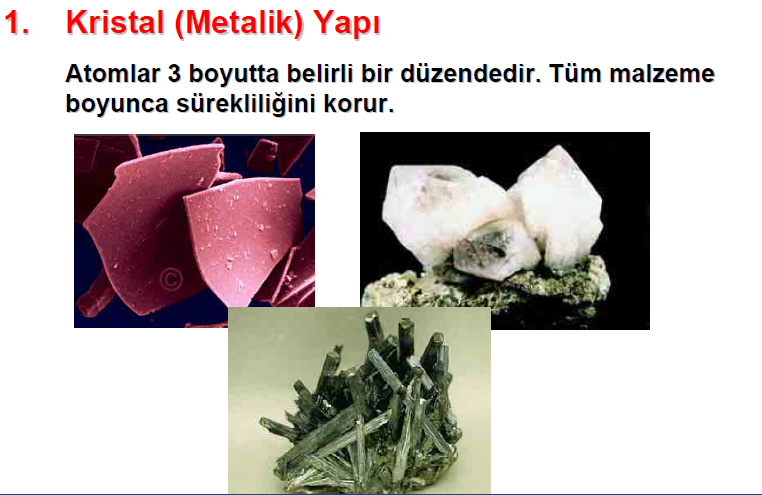 1. Kristal (Metalik) Yapı
Atomlar 3 boyutta belirli bir düzendedir. Tüm malzeme
boyunca sürekliliğini korur.
©